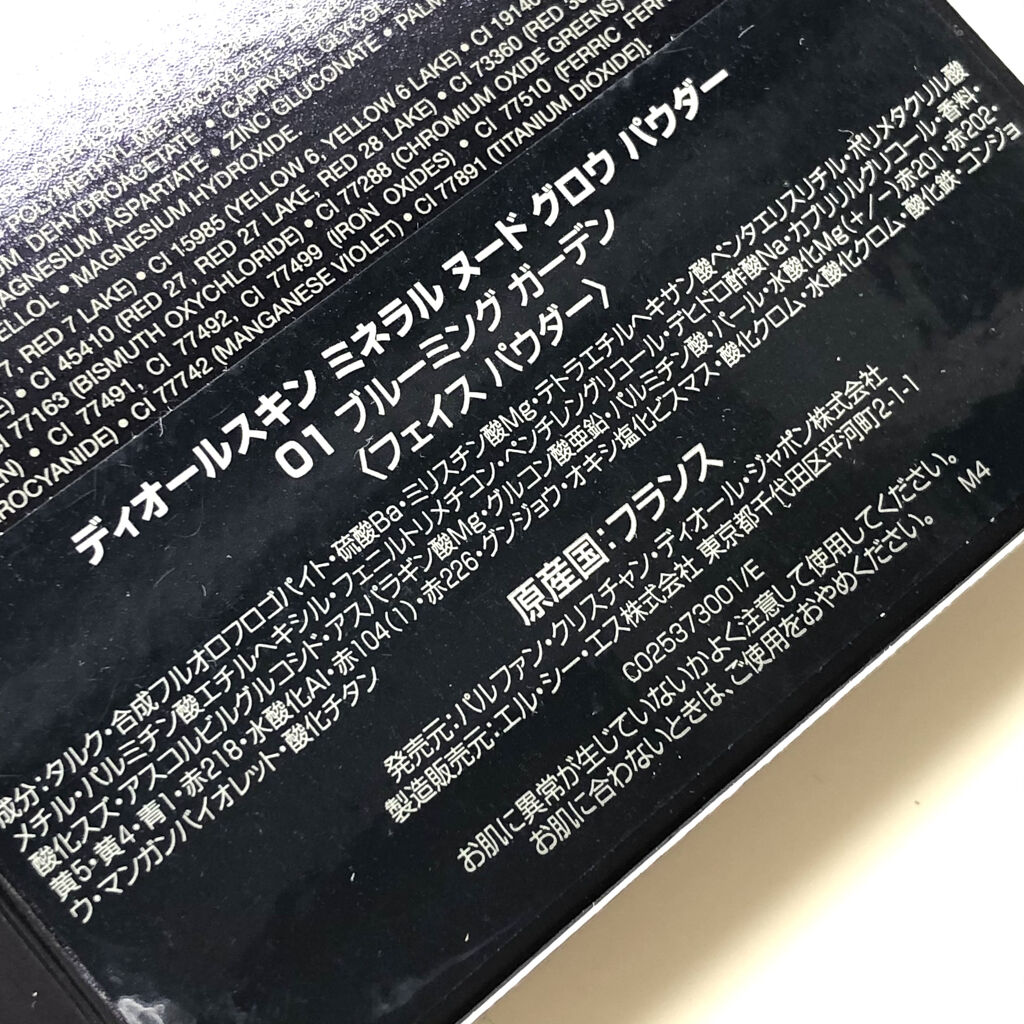 ACRYLATE • CAPRYLYL GLYCOL
DEHYDROACETATE • ZINC GLUCONATE • PALM
MAGNESIUM ASPARTATE •
• MAGNESIUM HYDROXIDE.
7, RED 7 LAKE) • CI 15985 (YELLOW 6, YELLOW 6 LAKE) • CI 19140
• CI 45410 (RED 27, RED 27 LAKE, RED 28 LAKE) • CI 73360 (RED 30
CI 77163 (BISMUTH OXYCHLORIDE) • CI 77288 (CHROMIUM OXIDE GREENS)
• CI 77491, CI 77492, CI 77499 (IRON OXIDES) • CI 77510 (FERRIC FERR
ROCYANIDE) • CI 77742 (MANGANESE VIOLET) • CI 77891 (TITANIUM DIOXIDE)].
ディオールスキン ミネラル ヌード グロウ パウダー
01 ブルーミング ガーデン
〈フェイス パウダー〉
成分:タルク・合成フルオロフロゴパイト・硫酸Ba・ミリスチン酸Mg・テトラエチルヘキサン酸ペンタエリスリチル・ポリメタクリル酸
メチル・パルミチン酸エチルヘキシル・フェニルトリメチコン・ペンチレングリコール・デヒドロ酢酸Na・カプリリルグリコール・香料・
酸化スズ・アスコルビルグルコシド・アスパラギン酸Mg・グルコン酸亜鉛・パルミチン酸・パール・水酸化Mg(+/-)赤201・赤202・
黄5・黄4・青1・赤218・水酸化Al・赤104(1)・赤226・グンジョウ・オキシ塩化ビスマス・酸化クロム・水酸化クロム・酸化鉄・コンジョ
ウ・マンガンバイオレット・酸化チタン
原産国:フランス
発売元:パルファン・クリスチャン・ディオール・ジャポン株式会社
製造販売元:エル・シー・エス株式会社 東京都千代田区平河町2-1-1
C025373001/E
M4
お肌に異常が生じていないかよく注意して使用してください。
お肌に合わないときは、ご使用をおやめください。